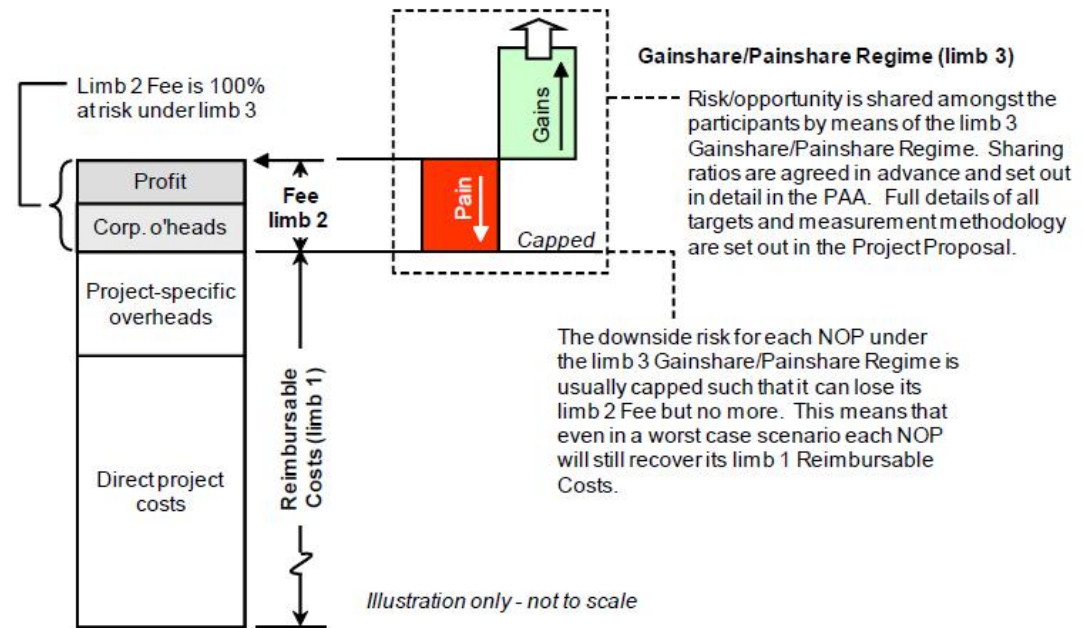 Limb 2 Fee is 100%
at risk under limb 3
Profit
Corp. o'heads
Project-specific
overheads
Direct project
costs
Fee
limb 2
Reimbursable
Costs (limb 1)
Pain
Gains
Capped
Gainshare/Painshare Regime (limb 3)
Risk/opportunity is shared amongst the
participants by means of the limb 3
Gainshare/Painshare Regime. Sharing
ratios are agreed in advance and set out
in detail in the PAA. Full details of all
targets and measurement methodology
are set out in the Project Proposal.
The downside risk for each NOP under
the limb 3 Gainshare/Painshare Regime is
usually capped such that it can lose its
limb 2 Fee but no more. This means that
even in a worst case scenario each NOP
will still recover its limb 1 Reimbursable
Costs.
Illustration only - not to scale